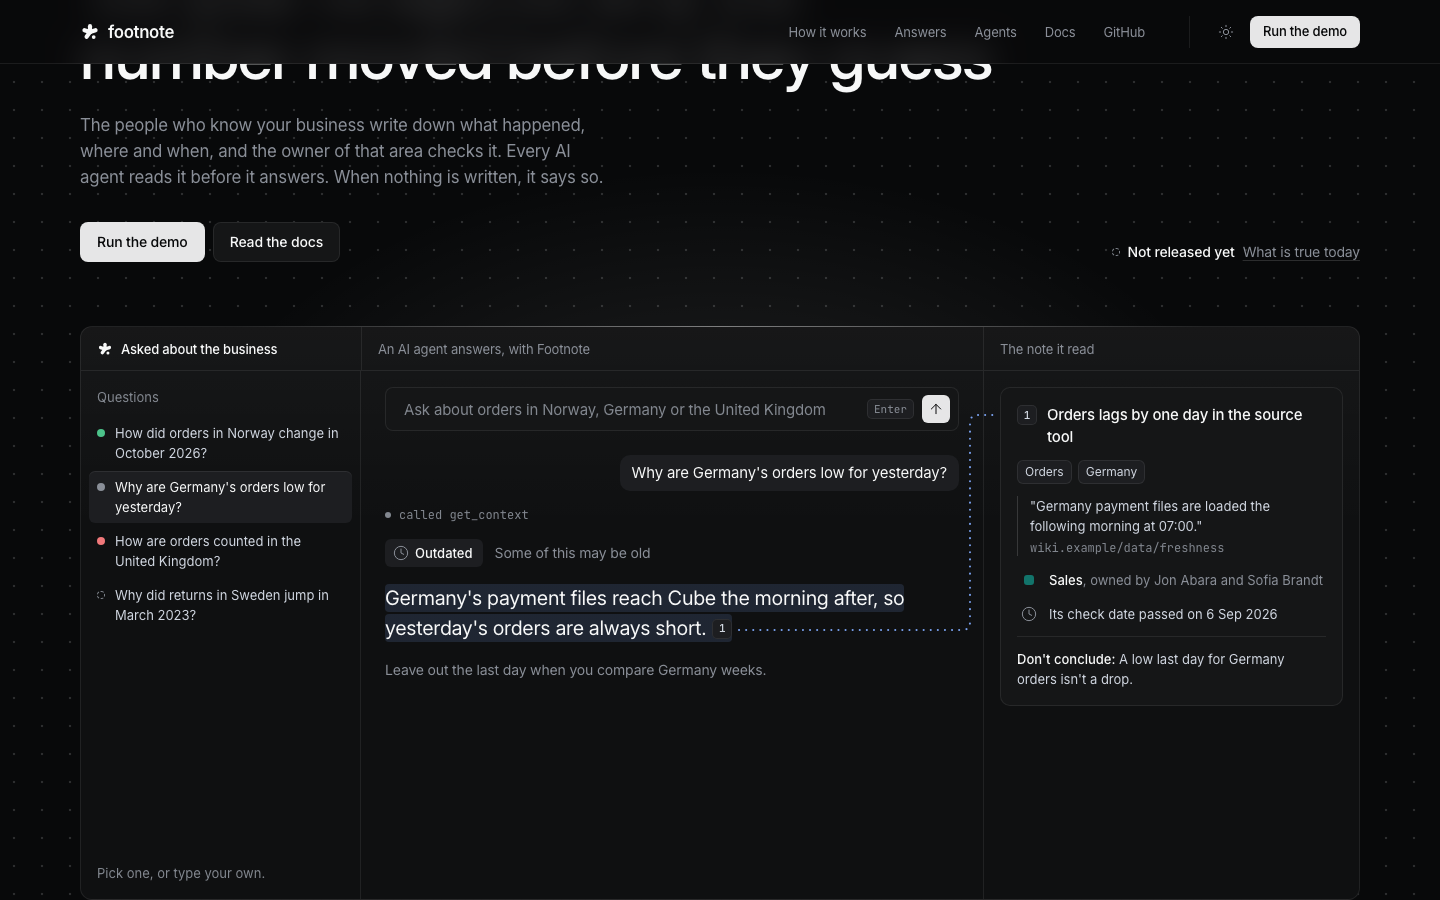 footnote
How it works
Answers
Agents
Docs
GitHub
Run the demo
number moved before they guess
The people who know your business write down what happened,
where and when, and the owner of that area checks it. Every AI
agent reads it before it answers. When nothing is written, it says so.
Run the demo
Read the docs
Not released yet What is true today
Asked about the business
An AI agent answers, with Footnote
The note it read
Questions
How did orders in Norway change in
October 2026?
Why are Germany's orders low for
yesterday?
How are orders counted in the
United Kingdom?
Why did returns in Sweden jump in
March 2023?
Pick one, or type your own.
Ask about orders in Norway, Germany or the United Kingdom
Enter
Why are Germany's orders low for yesterday?
called get_context
Outdated
Some of this may be old
Germany's payment files reach Cube the morning after, so
yesterday's orders are always short. 1
Leave out the last day when you compare Germany weeks.
1
Orders lags by one day in the source
tool
Orders
Germany
"Germany payment files are loaded the
following morning at 07:00."
wiki.example/data/freshness
Sales, owned by Jon Abara and Sofia Brandt
Its check date passed on 6 Sep 2026
Don't conclude: A low last day for Germany
orders isn't a drop.